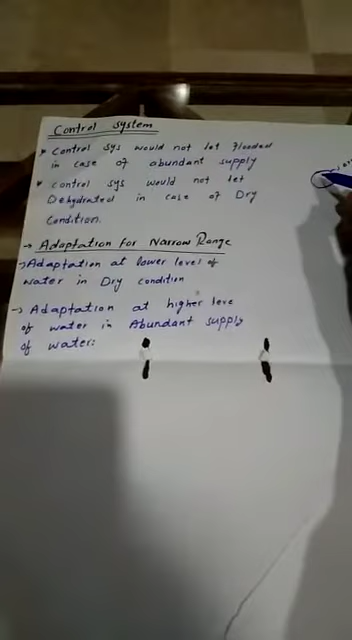 Control System
Control sys would not let flooded
in case of abundant supply
control sys would not let
Dehydrated in case of Dry
Condition.
→ Adaptation For Narrow Range
→ Adaptation at lower level of
water in Dry condition
→ Adaptation at higher leve
of water in Abundant supply
of water: